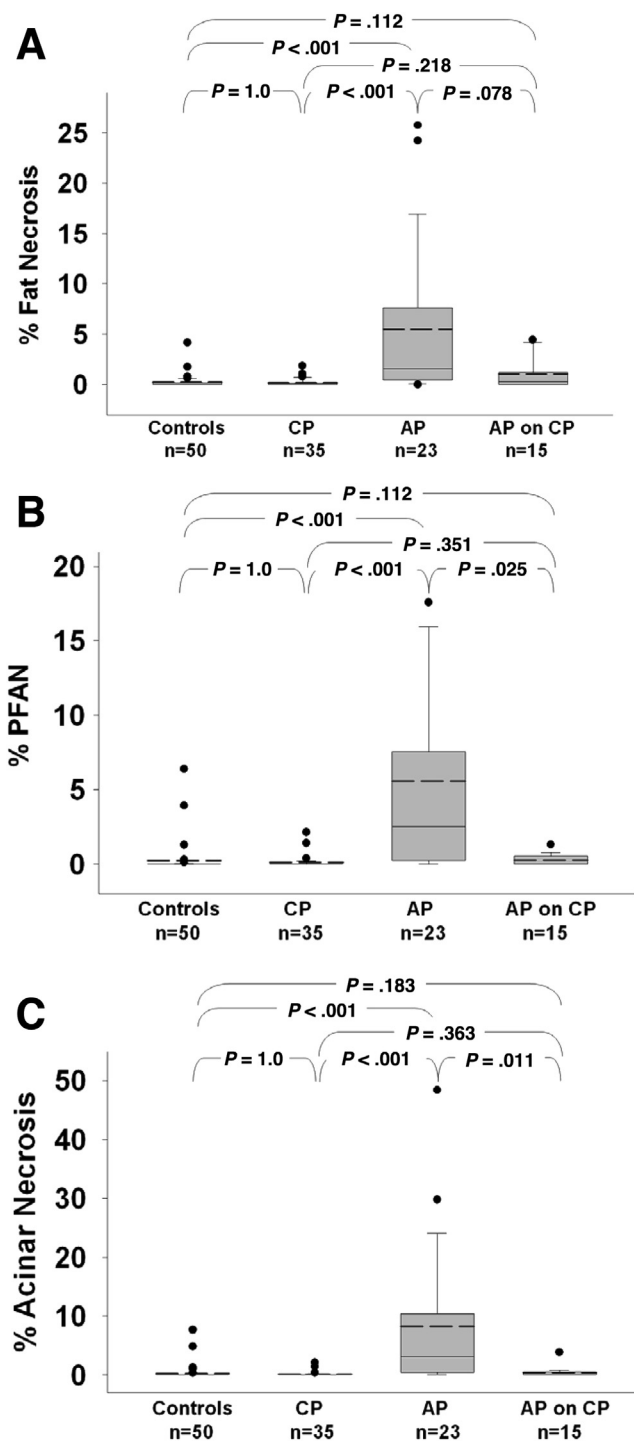 A
P = .112
P < .001
P = .218
P = 1.0 P < .001 P = .078
% Fat Necrosis
25
20
15
10
5
0
Controls CP AP AP on CP
n=50 n=35 n=23 n=15
B
P = .112
P < .001
P = .351
P = 1.0 P < .001 P = .025
% PFAN
20
15
10
5
0
Controls CP AP AP on CP
n=50 n=35 n=23 n=15
C
P = .183
P < .001
P = .363
P = 1.0 P < .001 P = .011
% Acinar Necrosis
50
40
30
20
10
0
Controls CP AP AP on CP
n=50 n=35 n=23 n=15